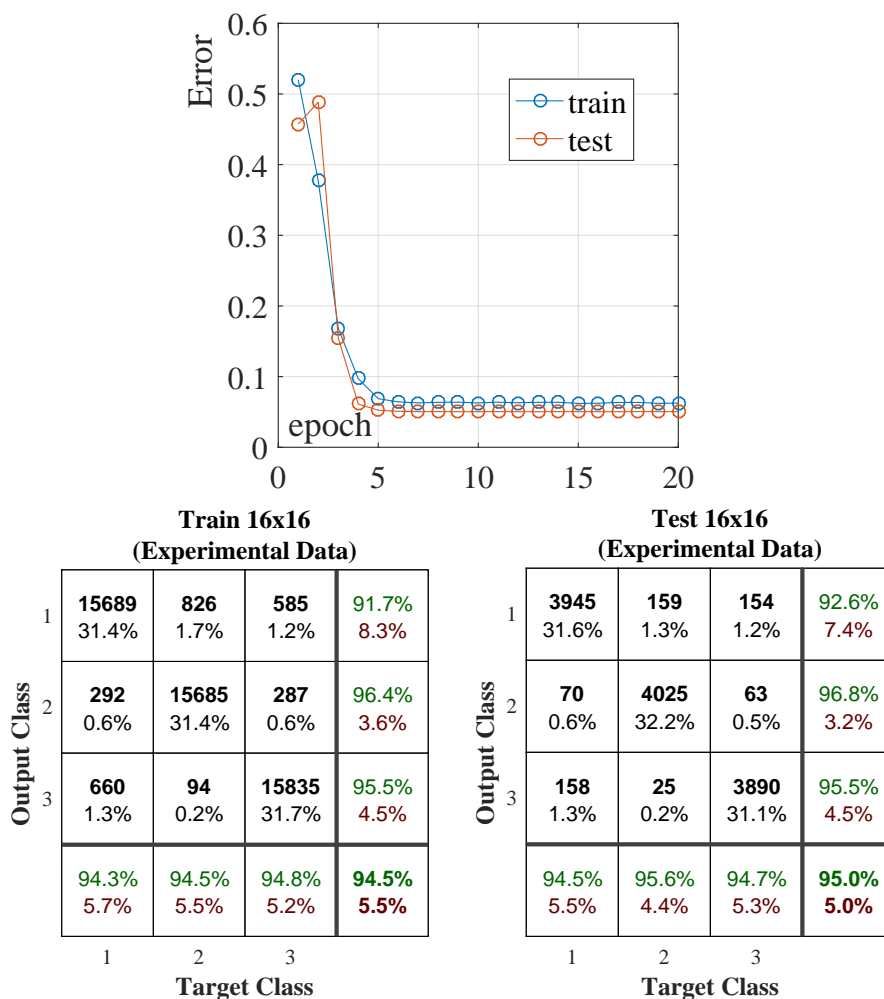 Error
0.6
0.5
0.4
0.3
0.2
0.1
0
train
test
epoch
0 5 10 15 20
Train 16x16
(Experimental Data)
Output Class
1 15689 826 585 91.7%
31.4% 1.7% 1.2% 8.3%
2 292 15685 287 96.4%
0.6% 31.4% 0.6% 3.6%
3 660 94 15835 95.5%
1.3% 0.2% 31.7% 4.5%
94.3% 94.5% 94.8% 94.5%
5.7% 5.5% 5.2% 5.5%
1 2 3
Target Class
Test 16x16
(Experimental Data)
Output Class
1 3945 159 154 92.6%
31.6% 1.3% 1.2% 7.4%
2 70 4025 63 96.8%
0.6% 32.2% 0.5% 3.2%
3 158 25 3890 95.5%
1.3% 0.2% 31.1% 4.5%
94.5% 95.6% 94.7% 95.0%
5.5% 4.4% 5.3% 5.0%
1 2 3
Target Class